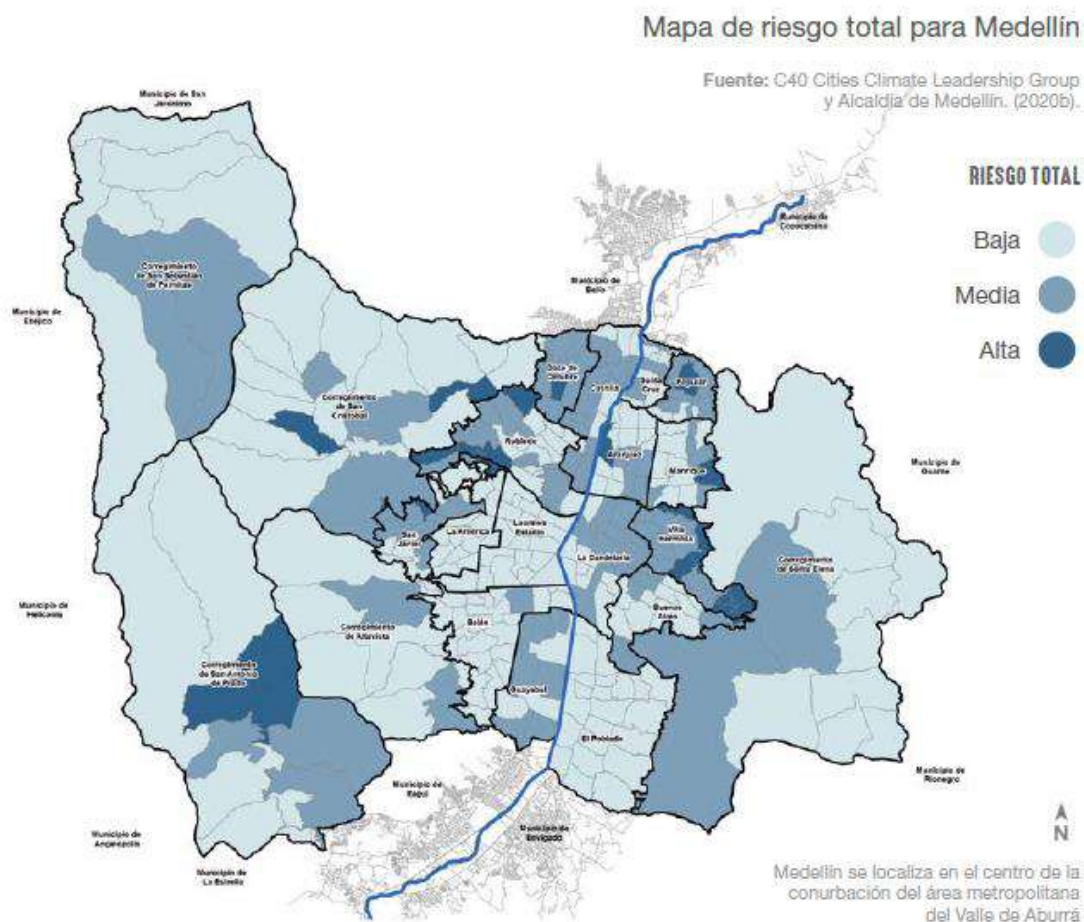 Mapa de riesgo total para Medellín
Fuente: C40 Cities Climate Leadership Group
y Alcaldía de Medellín. (2020b).
RIESGO TOTAL
Baja
Media
Alta
Municipio de San
Jerónimo
Municipio de
Copacabana
Municipio de
Bello
Corregimiento
de San Sebastián
de Palmitas
Municipio de
Ebéjico
Doce de
Octubre
Castilla
Santa
Cruz
Popular
Corregimiento
de San
Cristóbal
Robledo
Aranjuez
Manrique
Municipio de
Guarne
San
Javier
La América
Laureles
Estadio
La Candelaria
Villa
Hermosa
Corregimiento
de Santa Elena
Municipio de
Heliconia
Corregimiento
de Altavista
Belén
Buenos
Aires
Corregimiento
de San Antonio
de Prado
Guayabal
El Poblado
Municipio de
Rionegro
Municipio de
Itagüí
Municipio de
Envigado
Municipio de
Angelópolis
Municipio de
La Estrella
N
Medellín se localiza en el centro de la
conurbación del área metropolitana
del Valle de Aburrá